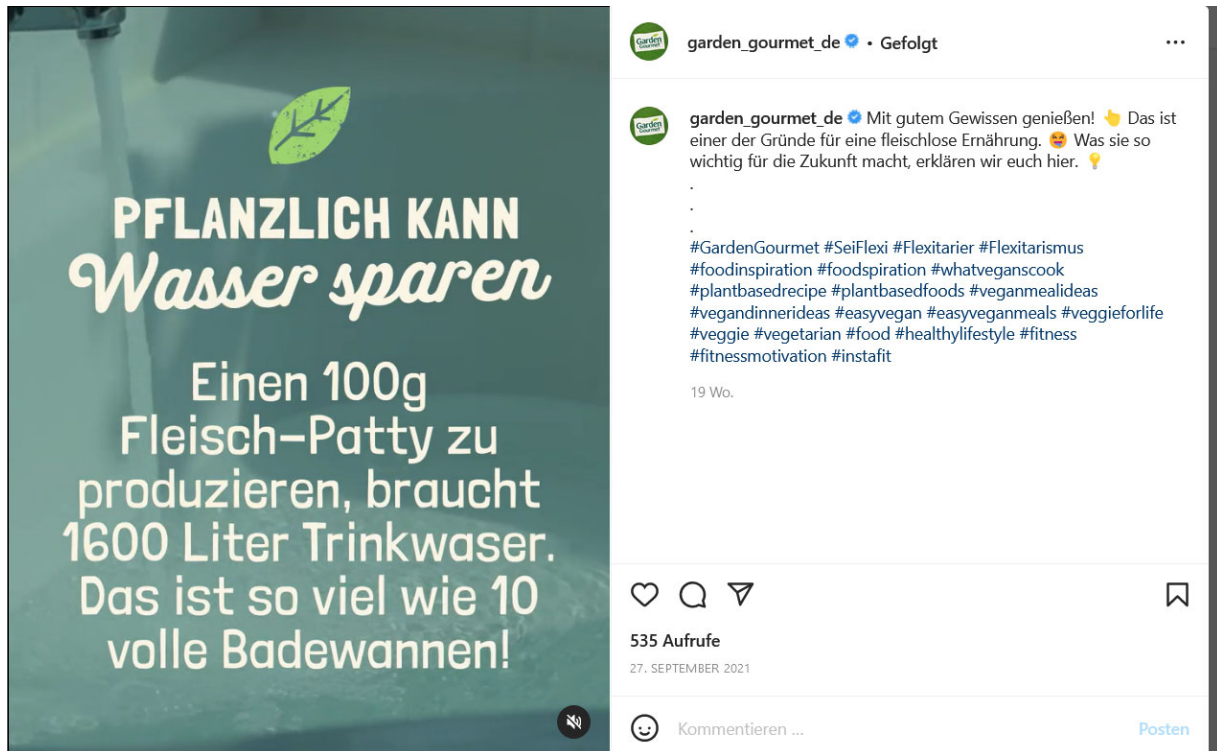 PFLANZLICH KANN
Wasser sparen
Einen 100g
Fleisch-Patty zu
produzieren, braucht
1600 Liter Trinkwaser.
Das ist so viel wie 10
volle Badewannen!
Garden Gourmet
garden_gourmet_de • Gefolgt
Garden Gourmet
garden_gourmet_de Mit gutem Gewissen genießen! 👆 Das ist
einer der Gründe für eine fleischlose Ernährung. 😝 Was sie so
wichtig für die Zukunft macht, erklären wir euch hier. 💡
.
.
.
#GardenGourmet #SeiFlexi #Flexitarier #Flexitarismus
#foodinspiration #foodspiration #whatveganscook
#plantbasedrecipe #plantbasedfoods #veganmealideas
#vegandinnerideas #easyvegan #easyveganmeals #veggieforlife
#veggie #vegetarian #food #healthylifestyle #fitness
#fitnessmotivation #instafit
19 Wo.
535 Aufrufe
27. SEPTEMBER 2021
Kommentieren ...
Posten